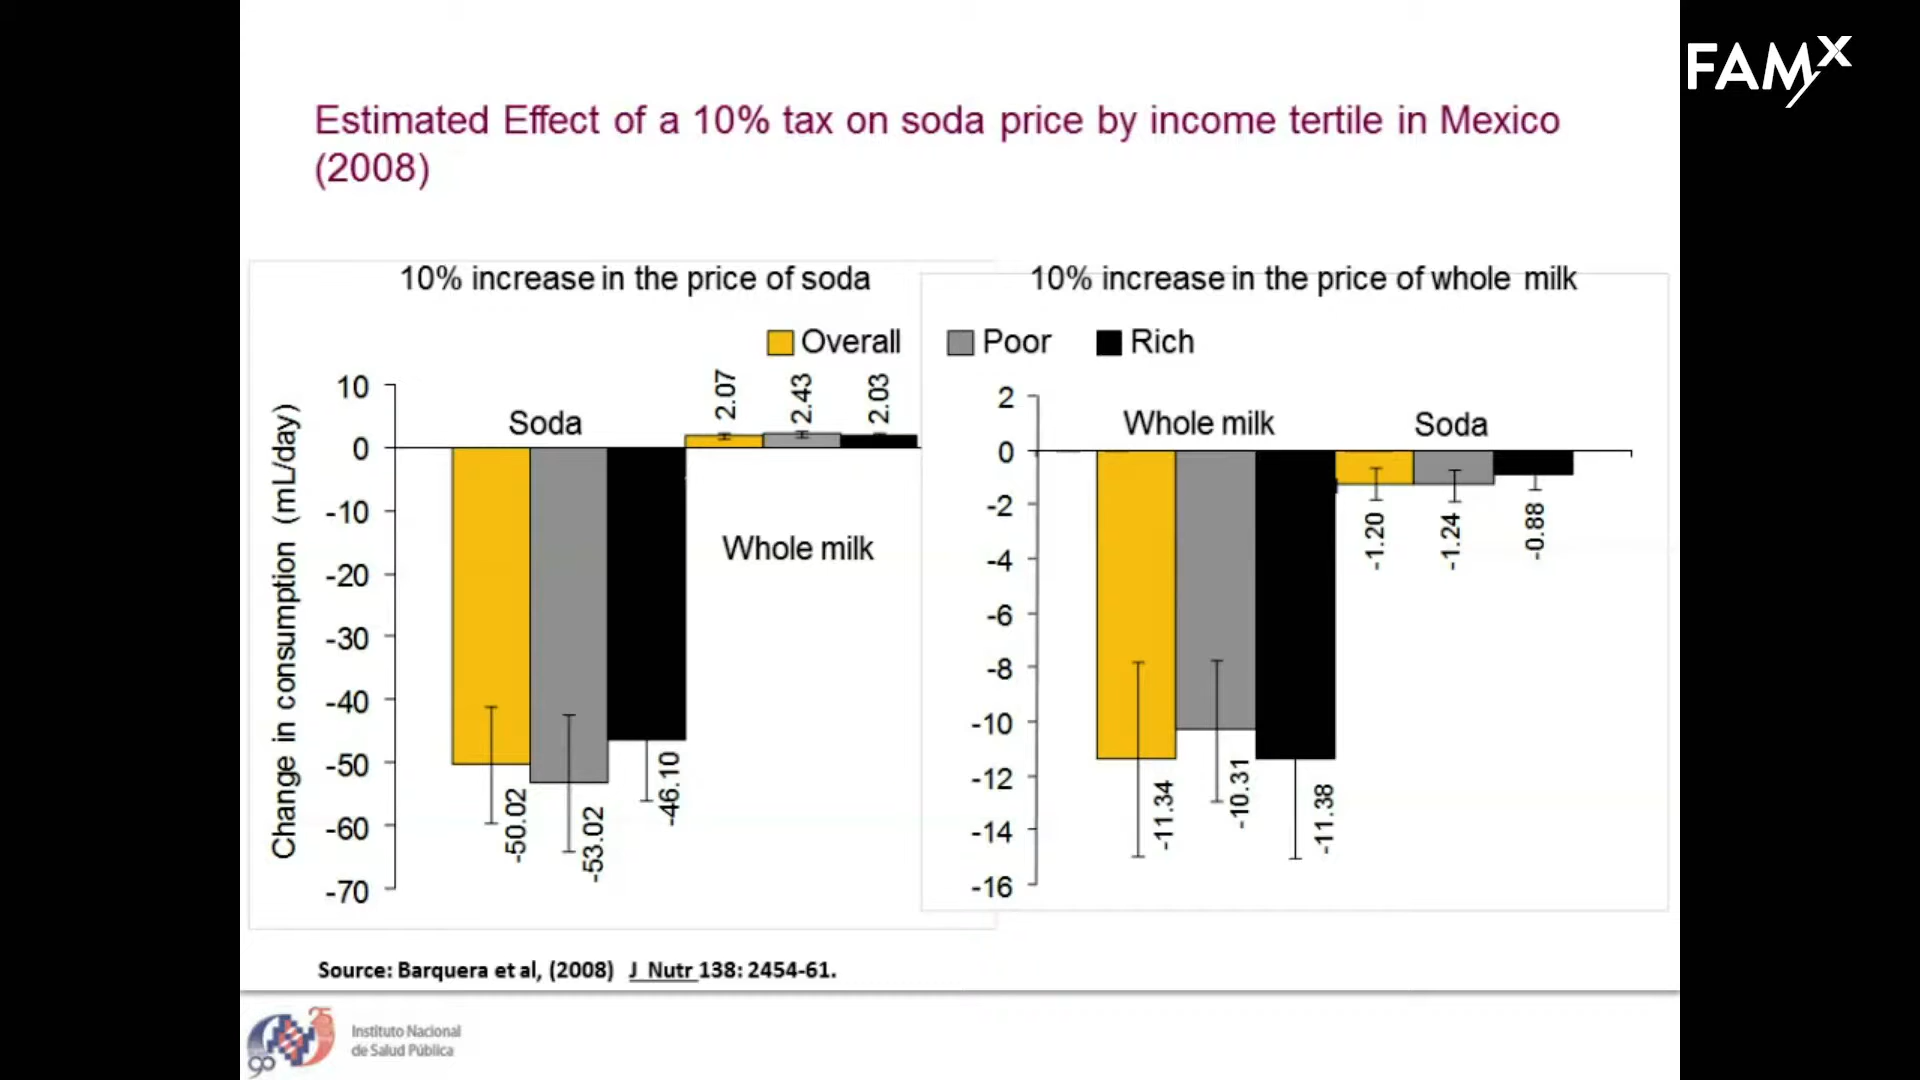 FAMX
Estimated Effect of a 10% tax on soda price by income tertile in Mexico
(2008)
10% increase in the price of soda
10% increase in the price of whole milk
Overall
Poor
Rich
Change in consumption (mL/day)
10
0
-10
-20
-30
-40
-50
-60
-70
Soda
Whole milk
2.07
2.43
2.03
-50.02
-53.02
-46.10
2
0
-2
-4
-6
-8
-10
-12
-14
-16
Whole milk
Soda
-11.34
-10.31
-11.38
-1.20
-1.24
-0.88
Source: Barquera et al, (2008) J Nutr 138: 2454-61.
25
90
Instituto Nacional
de Salud Pública